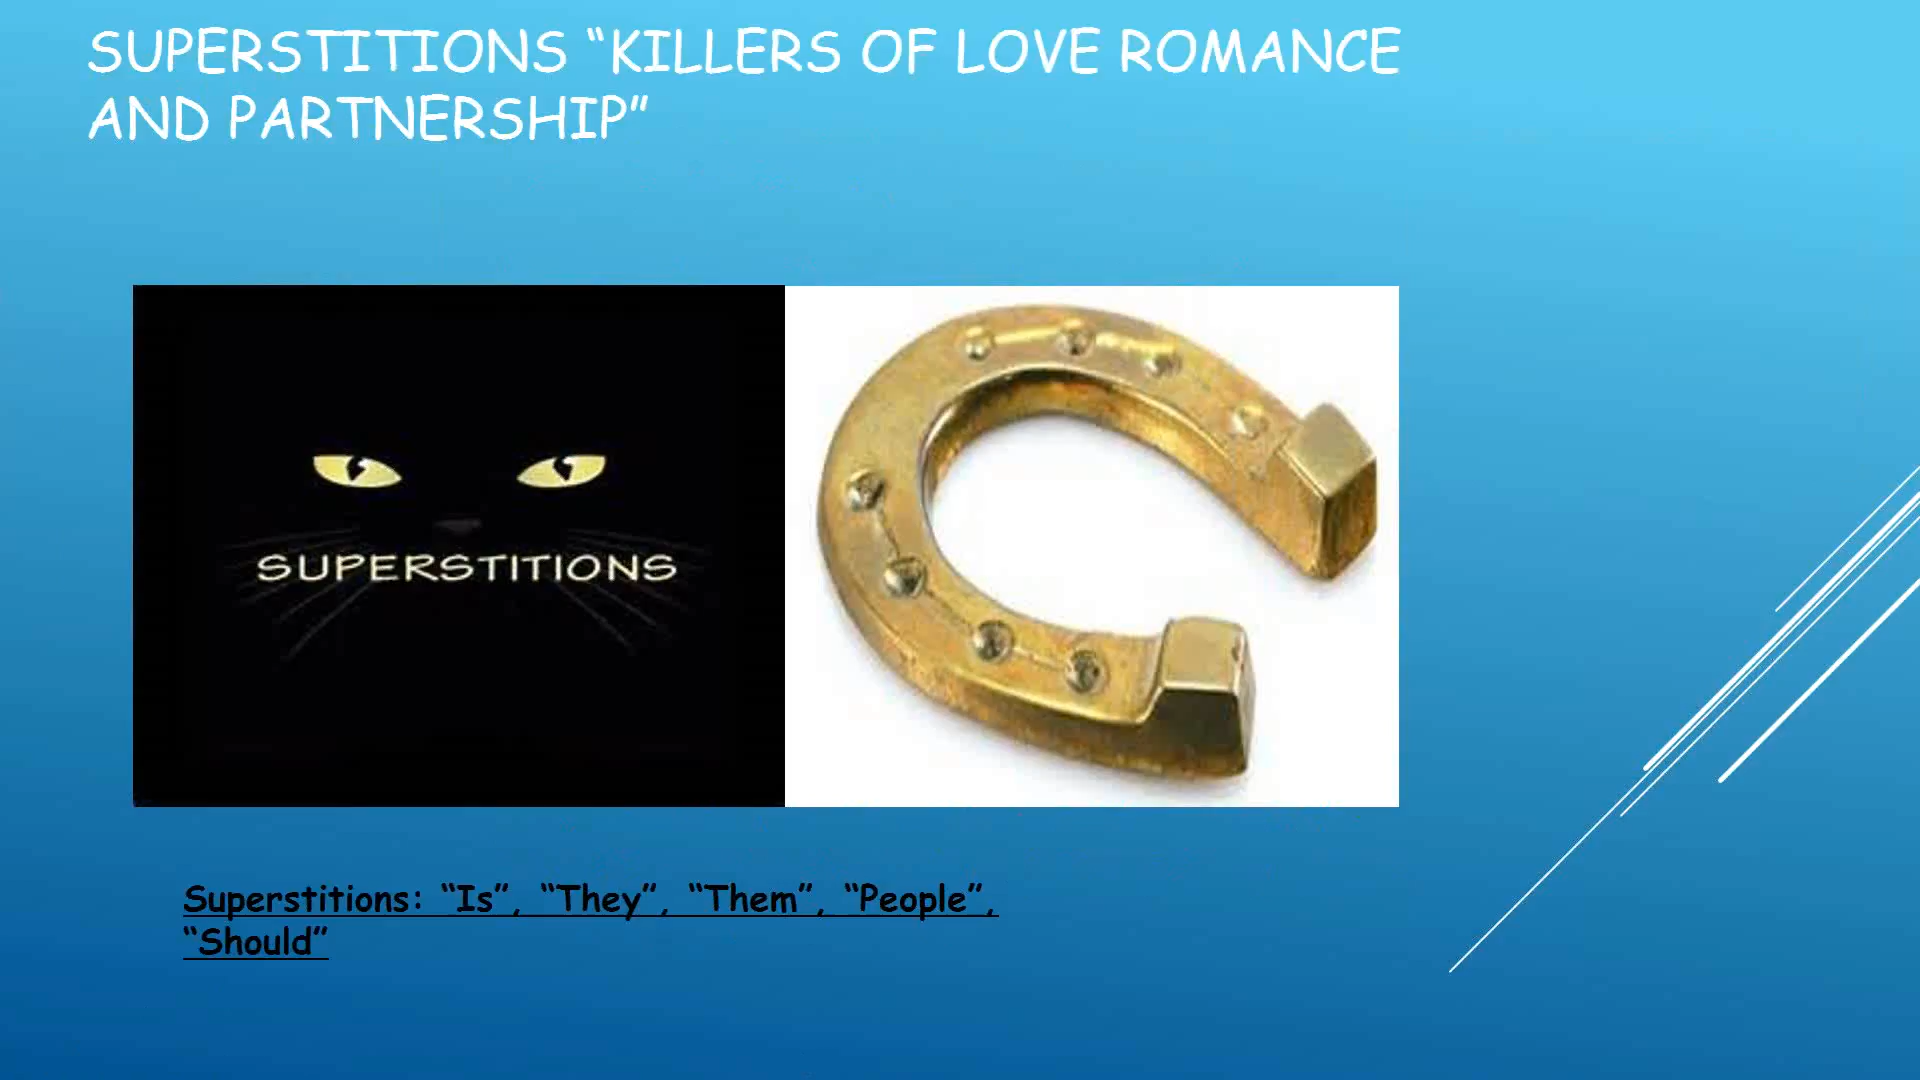 SUPERSTITIONS “KILLERS OF LOVE ROMANCE
AND PARTNERSHIP”
SUPERSTITIONS
Superstitions: “Is”, “They”, “Them”, “People”,
“Should”